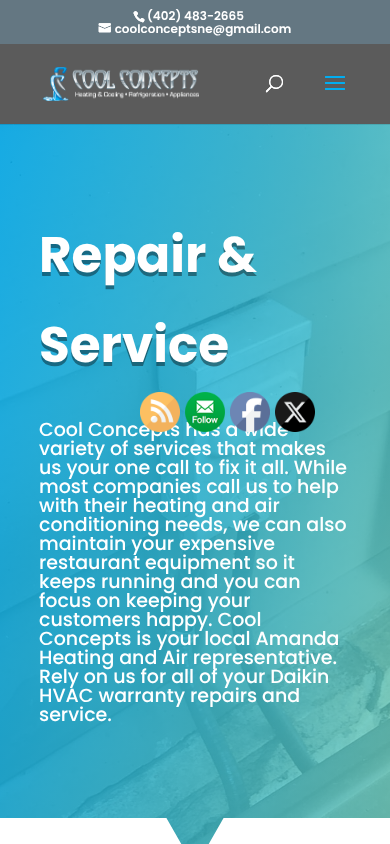 (402) 483-2665
coolconceptsne@gmail.com
COOL CONCEPTS
Heating & Cooling • Refrigeration • Appliances
Repair &
Service
Follow
Cool Concepts has a wide
variety of services that makes
us your one call to fix it all. While
most companies call us to help
with their heating and air
conditioning needs, we can also
maintain your expensive
restaurant equipment so it
keeps running and you can
focus on keeping your
customers happy. Cool
Concepts is your local Amanda
Heating and Air representative.
Rely on us for all of your Daikin
HVAC warranty repairs and
service.